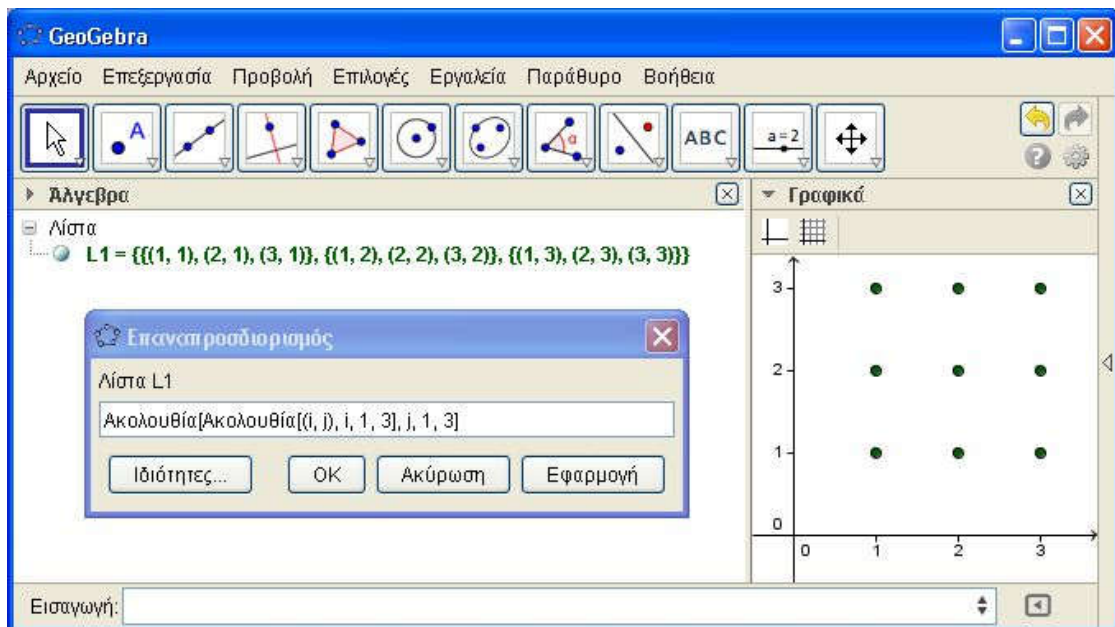 GeoGebra
Αρχείο Επεξεργασία Προβολή Επιλογές Εργαλεία Παράθυρο Βοήθεια
A α ABC a=2
Άλγεβρα
Γραφικά
Λίστα
L1 = {{(1, 1), (2, 1), (3, 1)}, {(1, 2), (2, 2), (3, 2)}, {(1, 3), (2, 3), (3, 3)}}
Επαναπροσδιορισμός
Λίστα L1
Ακολουθία[Ακολουθία[(i, j), i, 1, 3], j, 1, 3]
Ιδιότητες... OK Ακύρωση Εφαρμογή
3
2
1
0
0 1 2 3
Εισαγωγή: